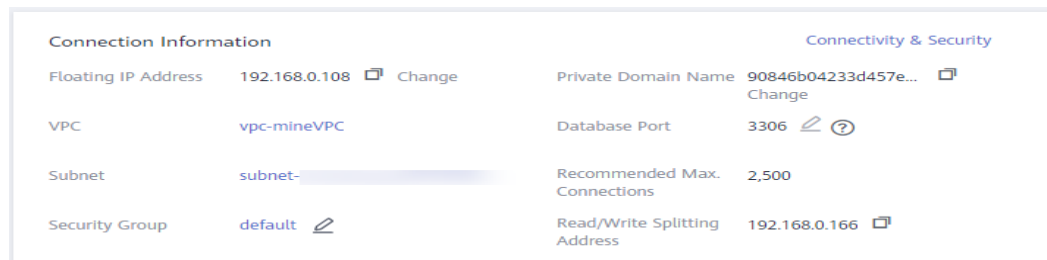 Connection Information
Connectivity & Security
Floating IP Address 192.168.0.108 Change
Private Domain Name 90846b04233d457e...
Change
VPC vpc-mineVPC
Database Port 3306
Subnet subnet-
Recommended Max. Connections 2,500
Security Group default
Read/Write Splitting Address 192.168.0.166